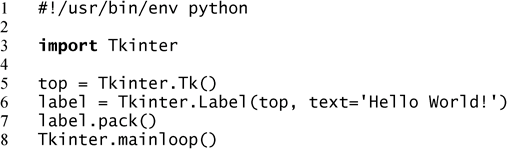 1 #!/usr/bin/env python
2
3 import Tkinter
4
5 top = Tkinter.Tk()
6 label = Tkinter.Label(top, text='Hello World!')
7 label.pack()
8 Tkinter.mainloop()